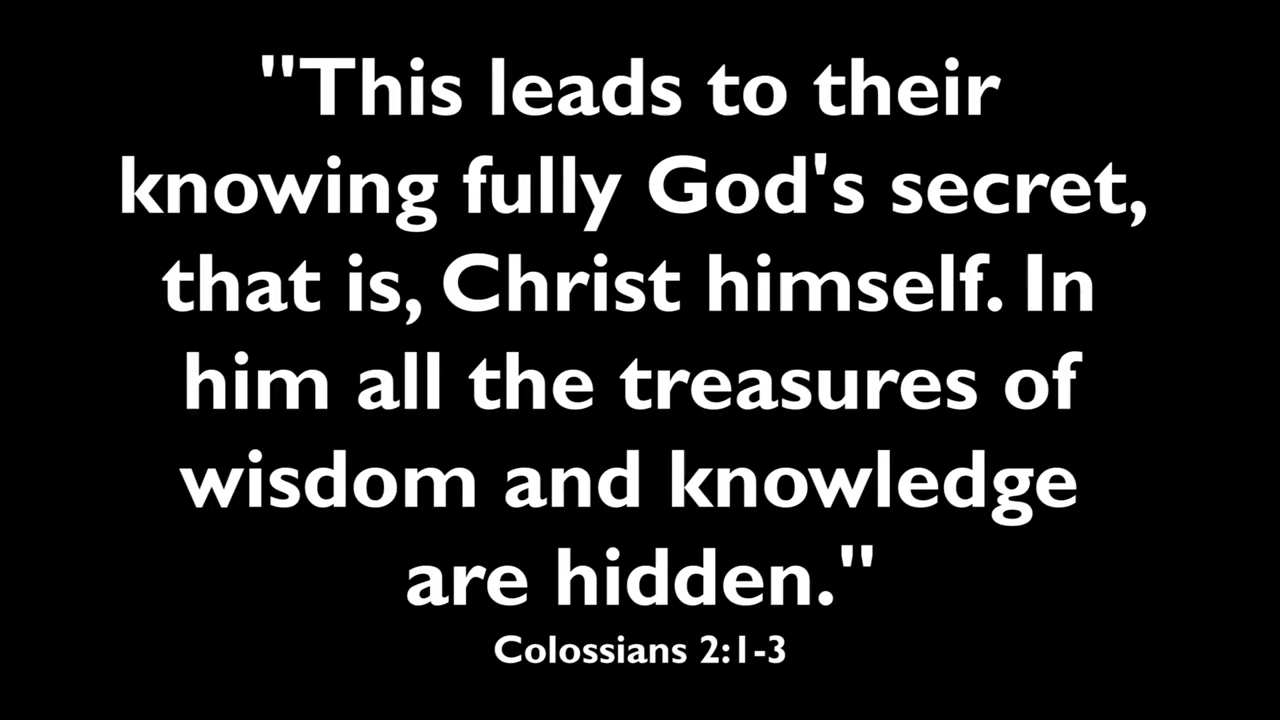 "This leads to their
knowing fully God's secret,
that is, Christ himself. In
him all the treasures of
wisdom and knowledge
are hidden."
Colossians 2:1-3